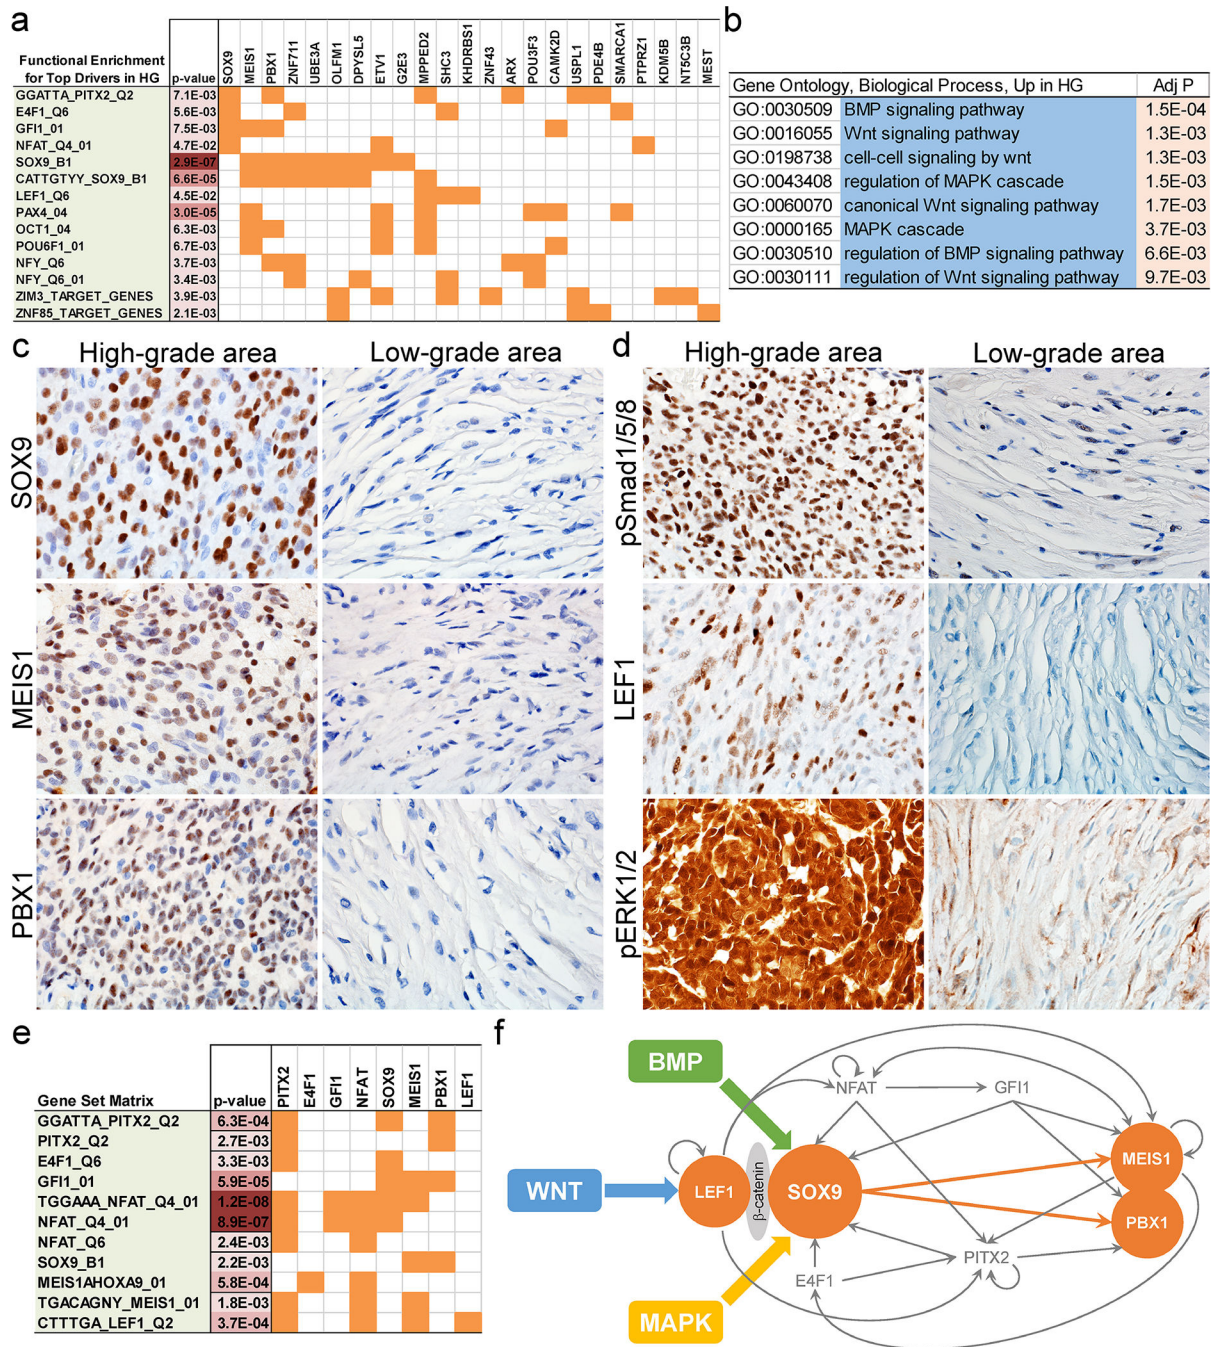 a
Functional Enrichment
for Top Drivers in HG
p-value
SOX9
MEIS1
PBX1
ZNF711
UBE3A
OLFM1
DPYSL5
ETV1
G2E3
MPPED2
SHC3
KHDRBS1
ZNF43
ARX
POU3F3
CAMK2D
USPL1
PDE4B
SMARCA1
PTPRZ1
KDM5B
NT5C3B
MEST
GGATTA_PITX2_Q2 7.1E-03
E4F1_Q6 5.6E-03
GFI1_01 7.5E-03
NFAT_Q4_01 4.7E-02
SOX9_B1 2.9E-07
CATTGTYY_SOX9_B1 6.6E-05
LEF1_Q6 4.5E-02
PAX4_04 3.0E-05
OCT1_04 6.3E-03
POU6F1_01 6.7E-03
NFY_Q6 3.7E-03
NFY_Q6_01 3.4E-03
ZIM3_TARGET_GENES 3.9E-03
ZNF85_TARGET_GENES 2.1E-03
b
Gene Ontology, Biological Process, Up in HG Adj P
GO:0030509 BMP signaling pathway 1.5E-04
GO:0016055 Wnt signaling pathway 1.3E-03
GO:0198738 cell-cell signaling by wnt 1.3E-03
GO:0043408 regulation of MAPK cascade 1.5E-03
GO:0060070 canonical Wnt signaling pathway 1.7E-03
GO:0000165 MAPK cascade 3.7E-03
GO:0030510 regulation of BMP signaling pathway 6.6E-03
GO:0030111 regulation of Wnt signaling pathway 9.7E-03
c
High-grade area Low-grade area
SOX9
MEIS1
PBX1
d
High-grade area Low-grade area
pSmad1/5/8
LEF1
pERK1/2
e
Gene Set Matrix p-value
PITX2
E4F1
GFI1
NFAT
SOX9
MEIS1
PBX1
LEF1
GGATTA_PITX2_Q2 6.3E-04
PITX2_Q2 2.7E-03
E4F1_Q6 3.3E-03
GFI1_01 5.9E-05
TGGAAA_NFAT_Q4_01 1.2E-08
NFAT_Q4_01 8.9E-07
NFAT_Q6 2.4E-03
SOX9_B1 2.2E-03
MEIS1AHOXA9_01 5.8E-04
TGACAGNY_MEIS1_01 1.8E-03
CTTTGA_LEF1_Q2 3.7E-04
f
BMP
NFAT
GFI1
MEIS1
WNT
LEF1
β-catenin
SOX9
PBX1
PITX2
E4F1
MAPK